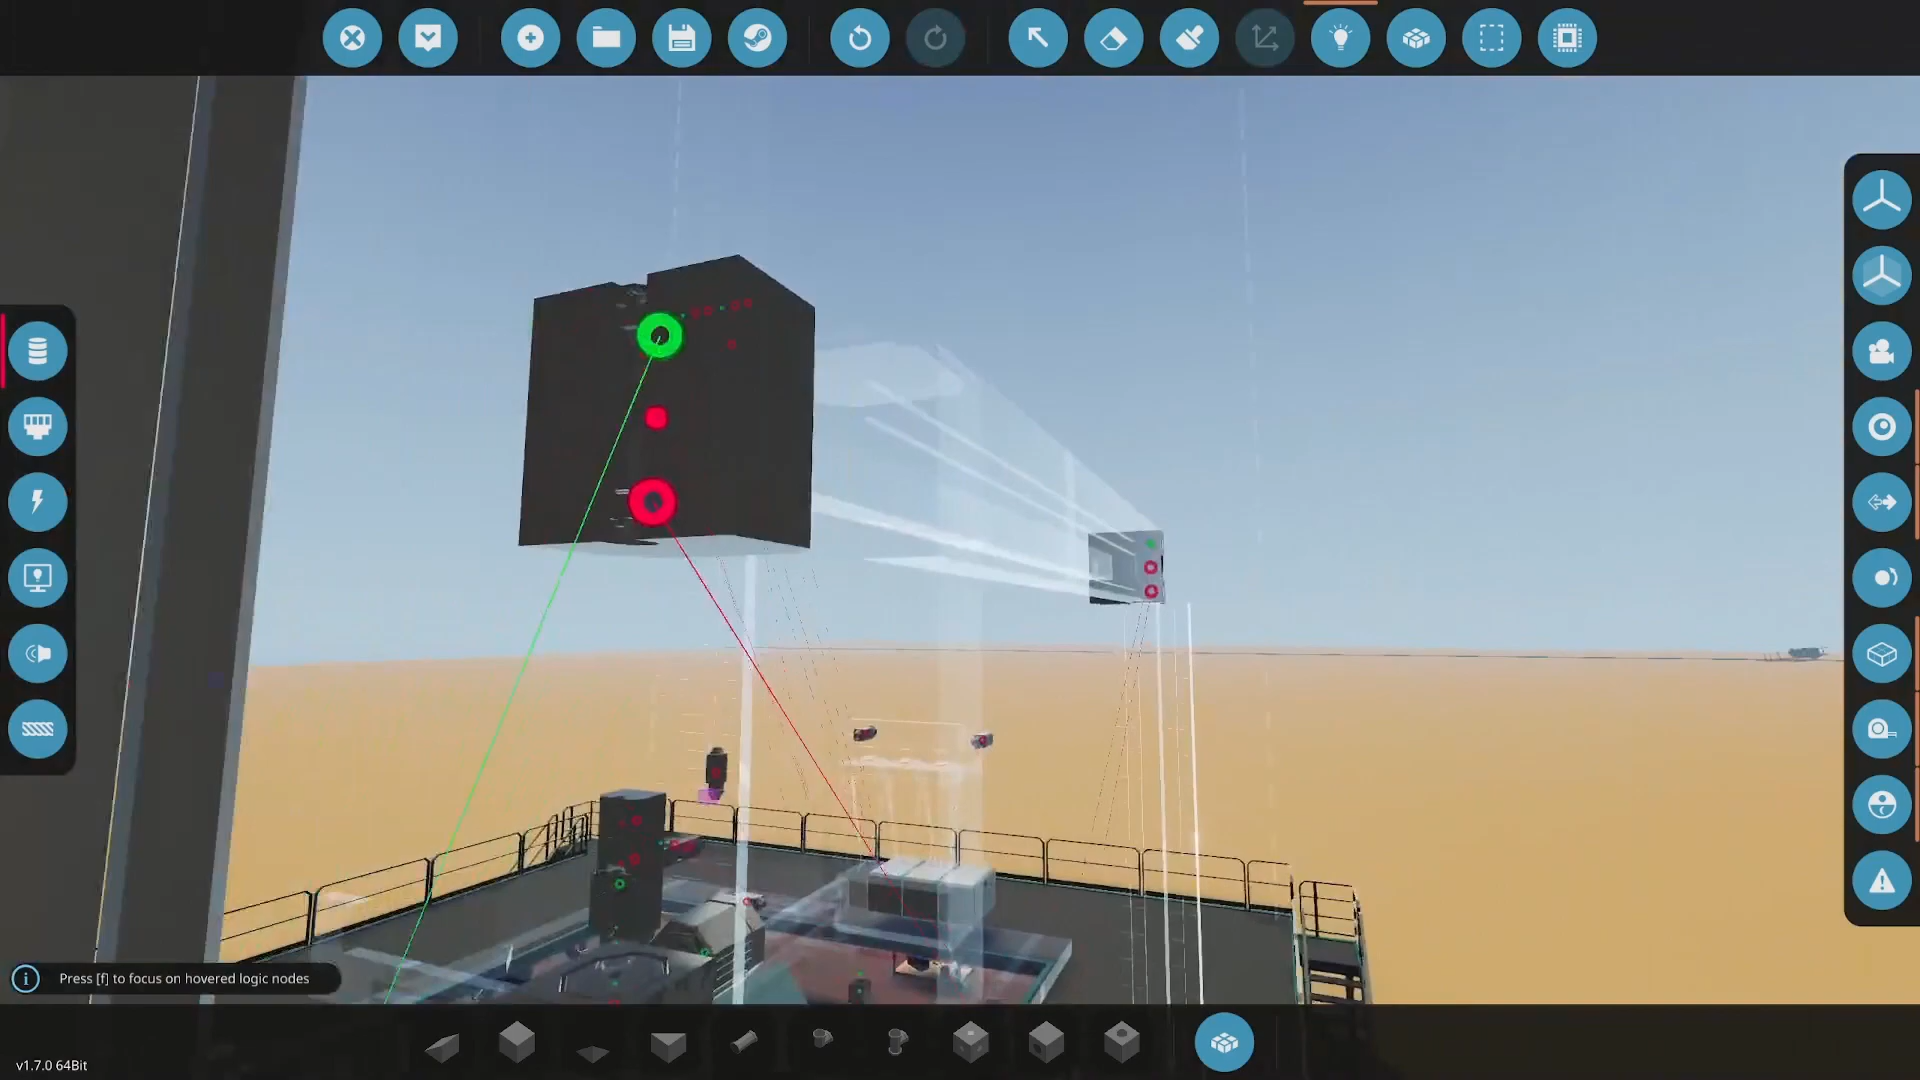 Press [f] to focus on hovered logic nodes
v1.7.0 64Bit